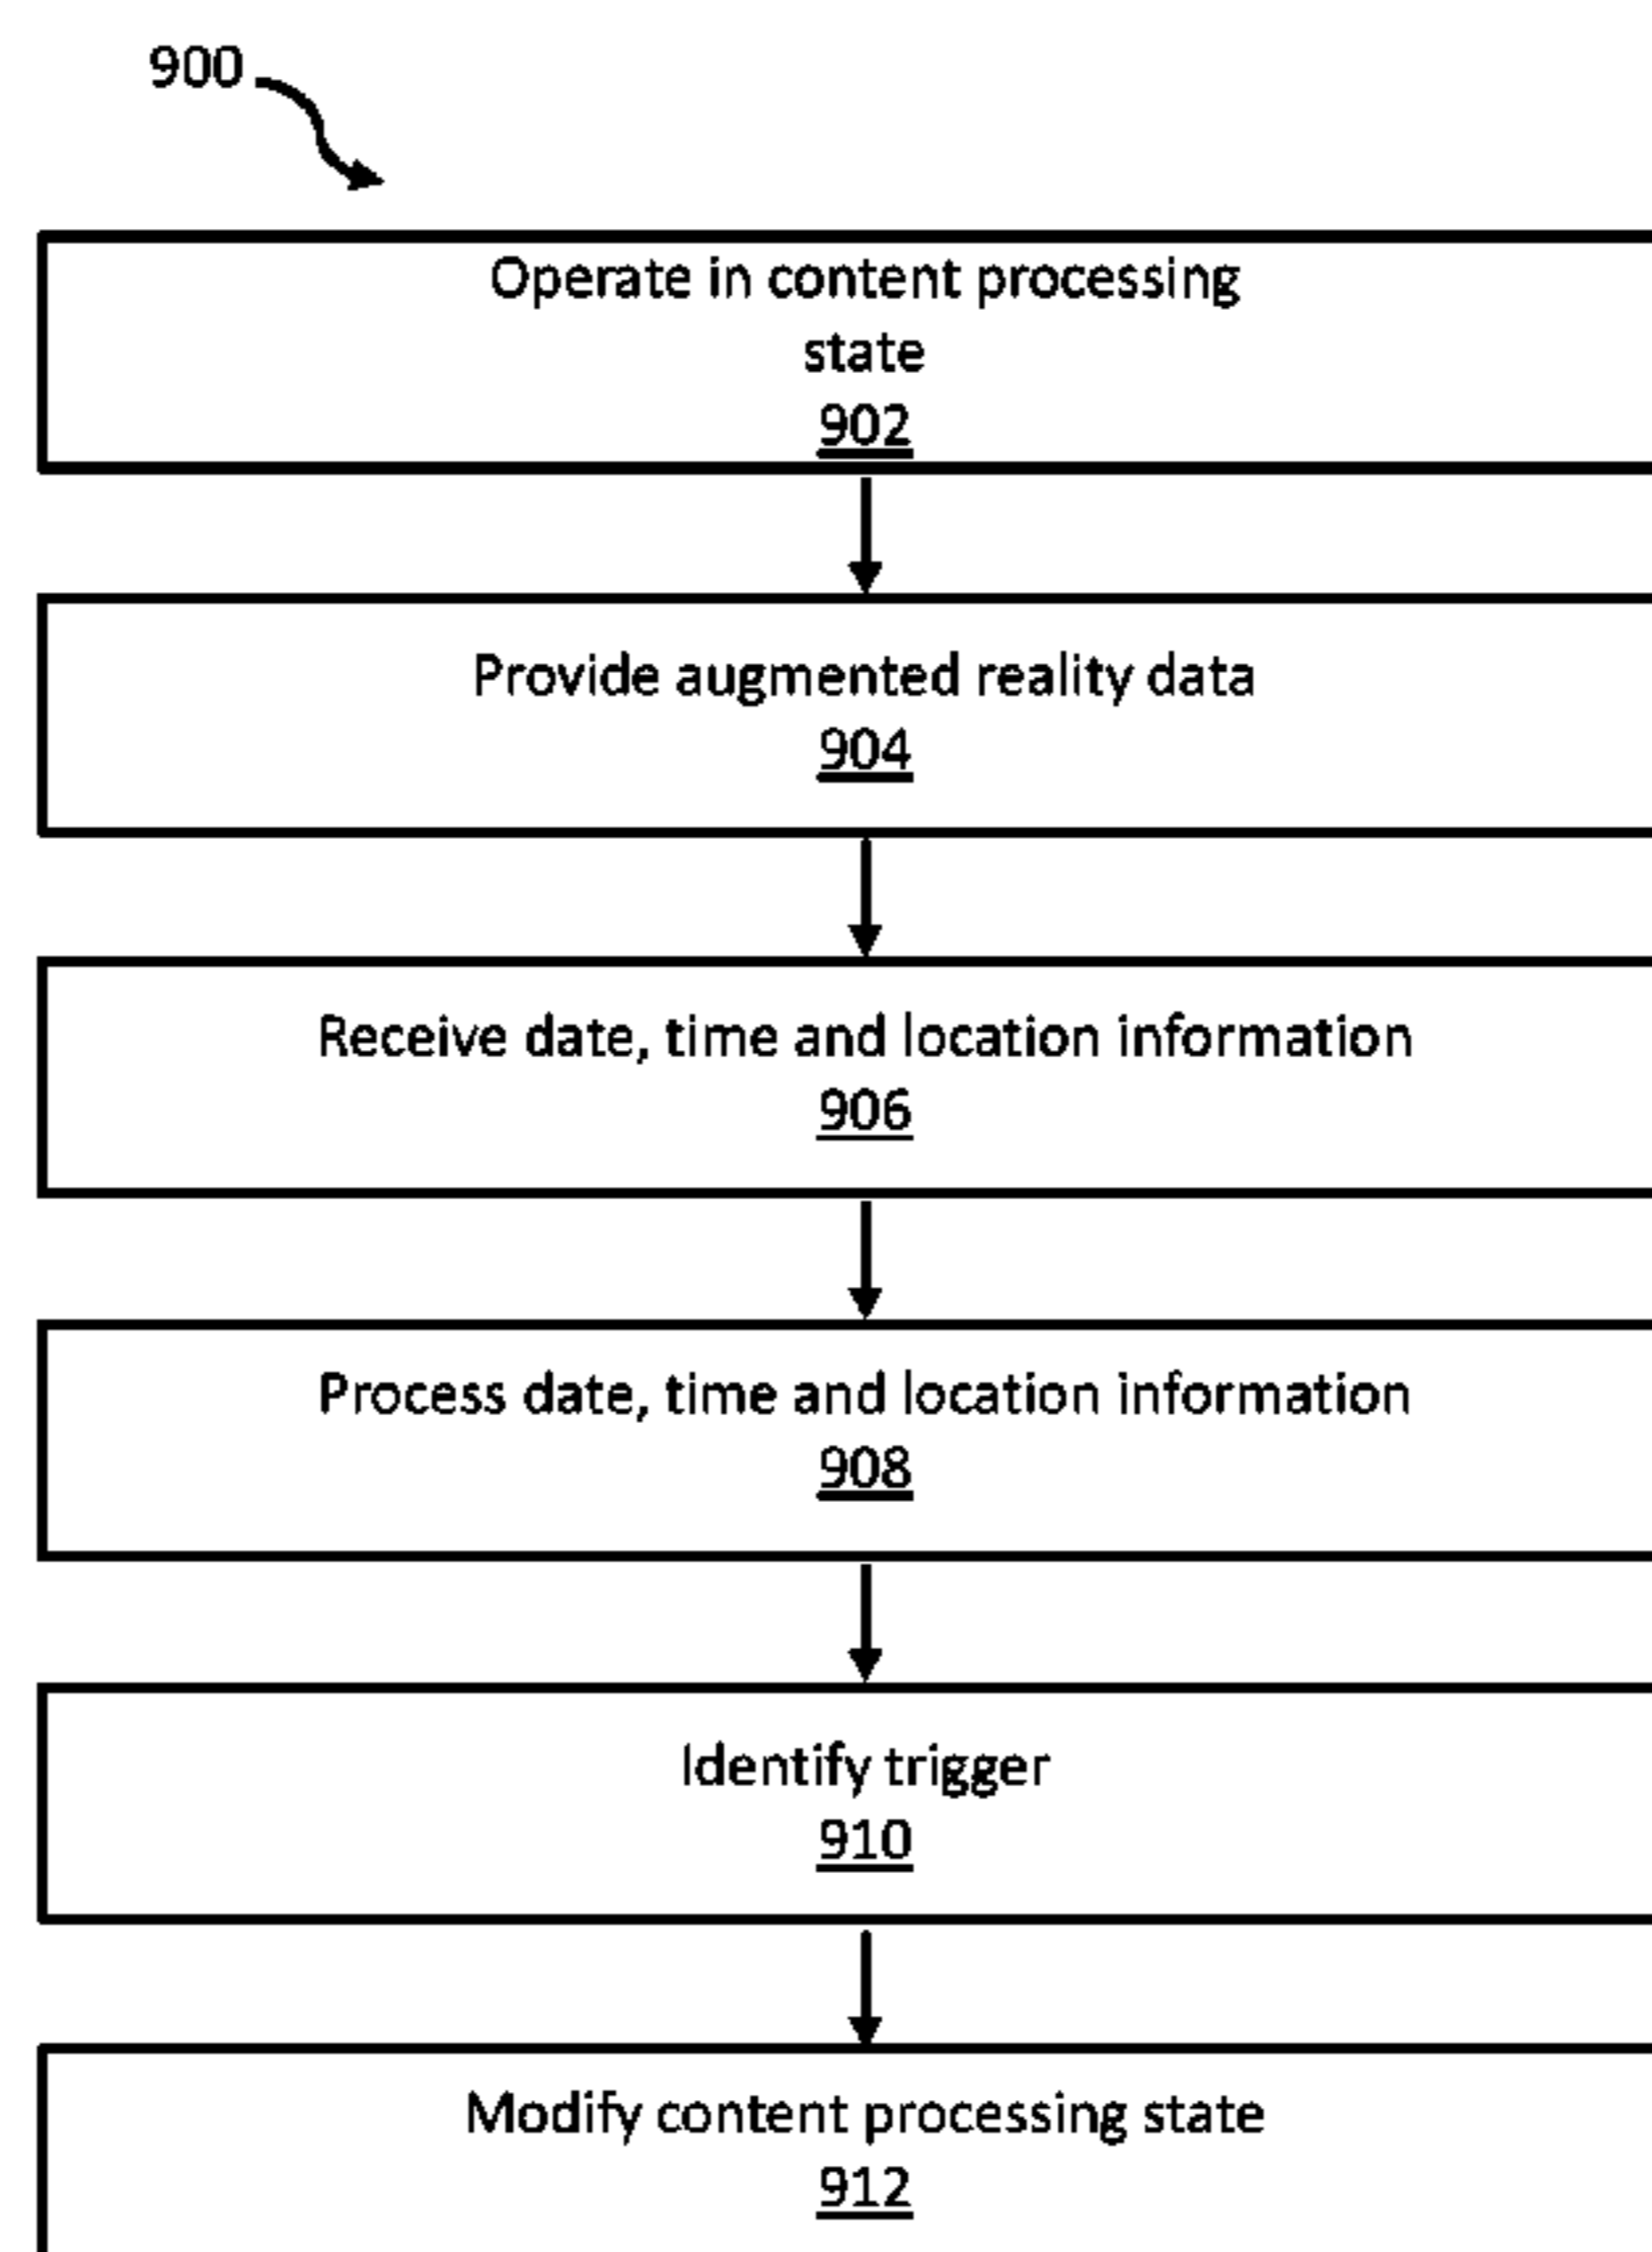 900
Operate in content processing
state
902
Provide augmented reality data
904
Receive date, time and location information
906
Process date, time and location information
908
Identify trigger
910
Modify content processing state
912